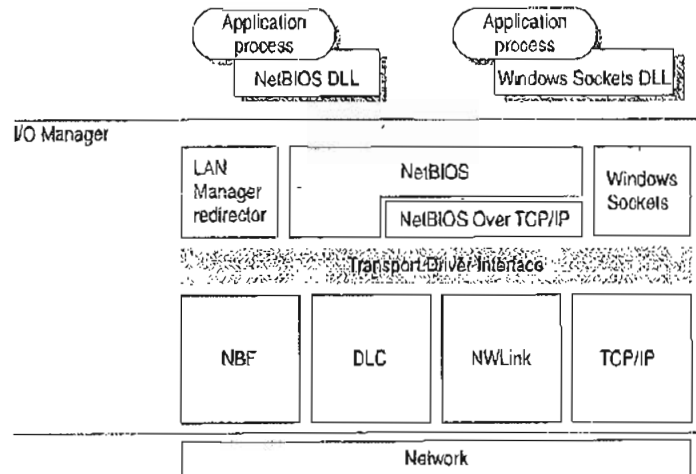 Application
process
NetBIOS DLL
Application
process
Windows Sockets DLL
I/O Manager
LAN
Manager
redirector
NetBIOS
NetBIOS Over TCP/IP
Windows
Sockets
Transport Driver Interface
NBF
DLC
NWLink
TCP/IP
Network